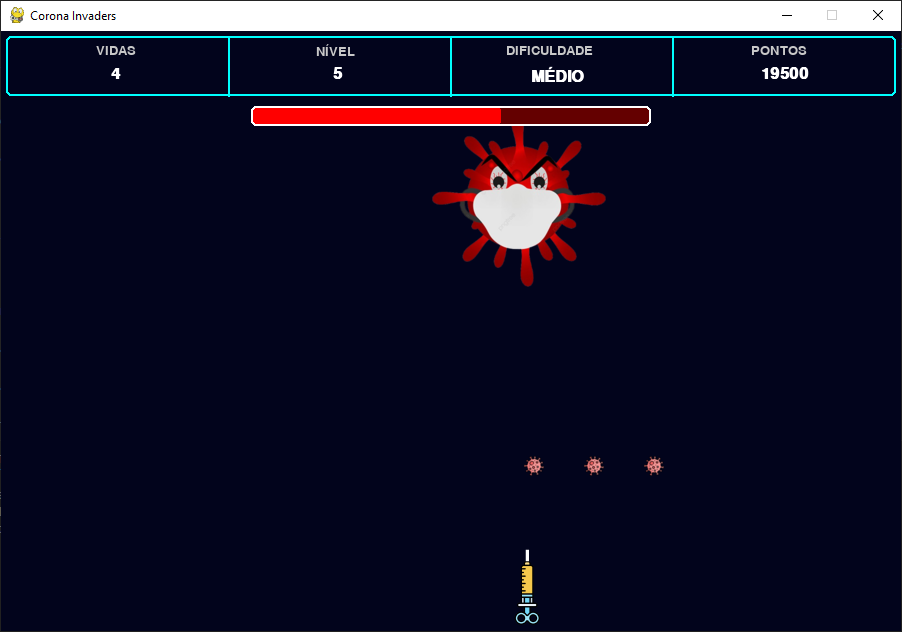 Corona Invaders
VIDAS
4
NÍVEL
5
DIFICULDADE
MÉDIO
PONTOS
19500